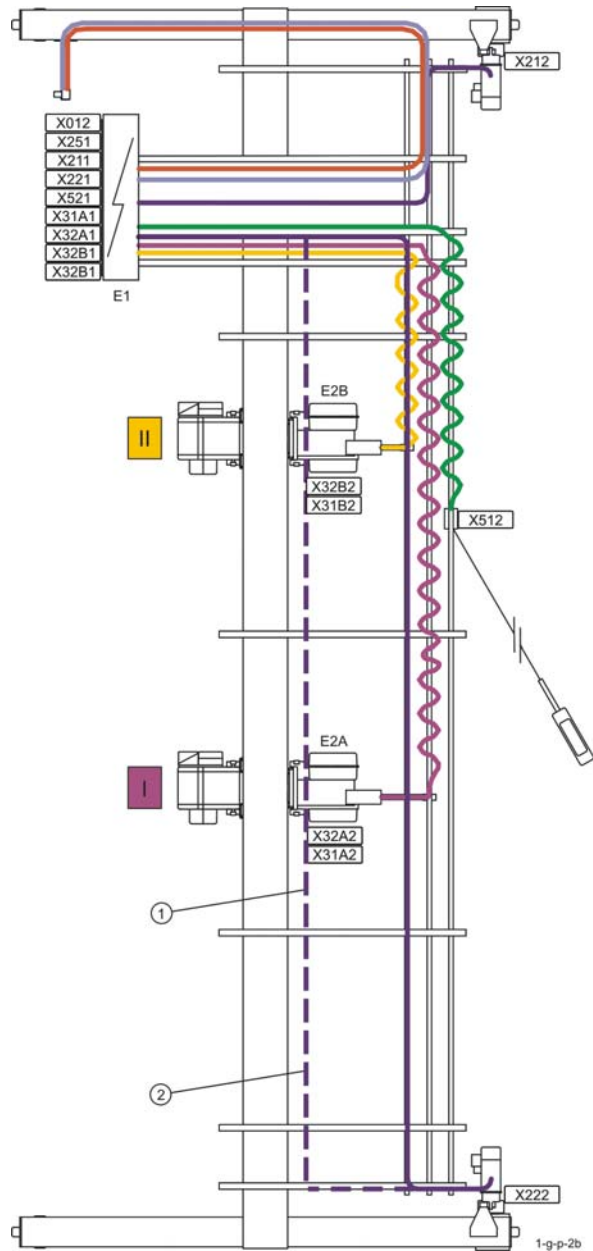 X212
X012
X251
X211
X221
X521
X31A1
X32A1
X32B1
X32B1
E1
E2B
II
X32B2
X31B2
X512
E2A
I
X32A2
X31A2
1
2
X222
1-g-p-2b